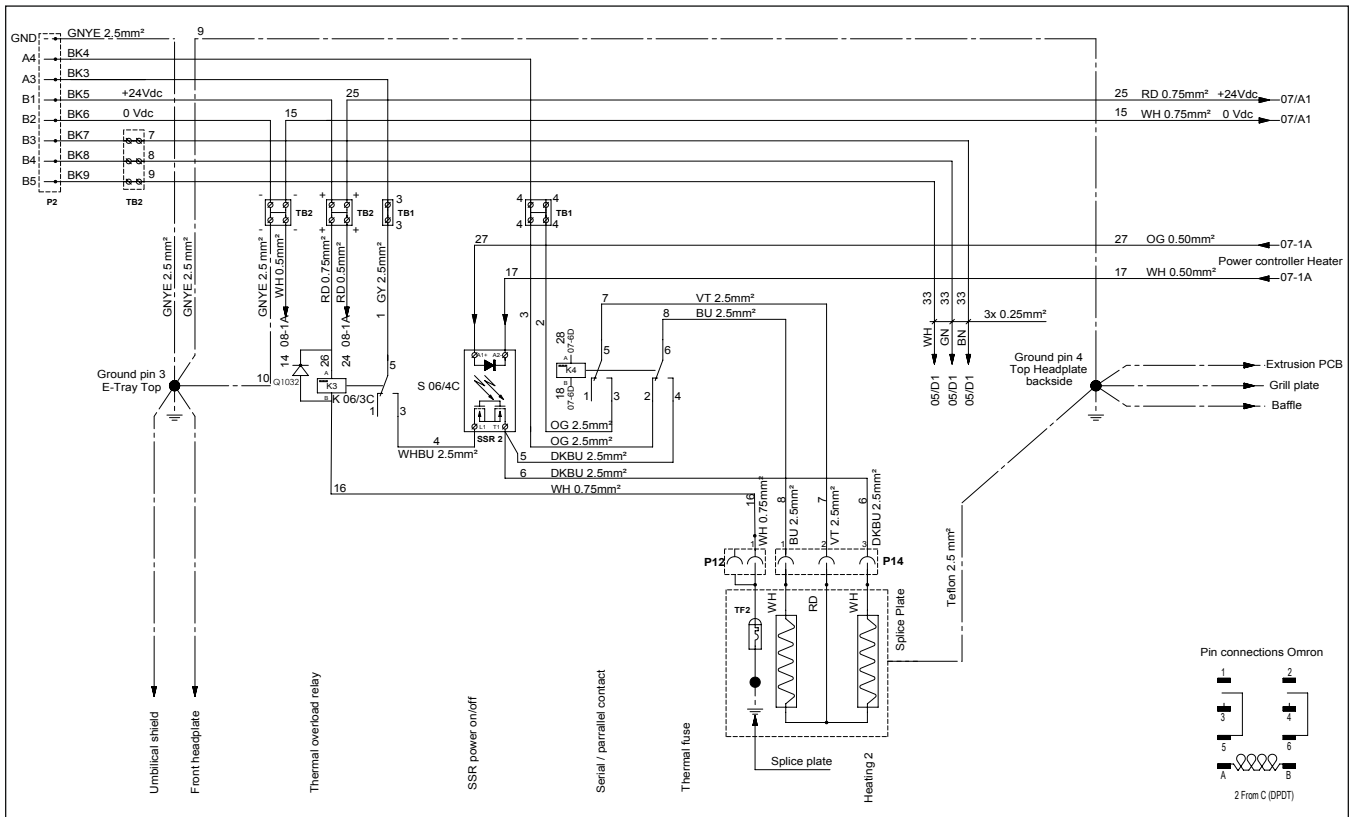 GND GNYE 2.5mm² 9
A4 BK4
A3 BK3
B1 BK5 +24Vdc 25 25 RD 0.75mm² +24Vdc 07/A1
B2 BK6 0 Vdc 15 15 WH 0.75mm² 0 Vdc 07/A1
B3 BK7 7
B4 BK8 8
B5 BK9 9
P2 TB2
- - + + 3 4 4
TB2 TB2 TB1 TB1
- - + + 3 4 4
27 27 OG 0.50mm² 07-1A
Power controller Heater
17 17 WH 0.50mm² 07-1A
GNYE 2.5 mm²
GNYE 2.5 mm²
GNYE 2.5 mm²
WH 0.5mm²
RD 0.75mm²
RD 0.5mm²
GY 2.5mm²
1
3
2
14 08-1A
24 08-1A
26
7 VT 2.5mm²
8 BU 2.5mm²
33 33 33
3x 0.25mm²
WH GN BN
05/D1 05/D1 05/D1
Ground pin 3
E-Tray Top
10
Q1032
A
K3
B
K 06/3C
5
1 3
S 06/4C
A1+ A2-
L1 T1
SSR 2
28
07-6D
A
K4
B
18
07-6D
5 6
1 3 2 4
Ground pin 4
Top Headplate
backside
Extrusion PCB
Grill plate
Baffle
4
WHBU 2.5mm²
OG 2.5mm²
OG 2.5mm²
5 DKBU 2.5mm²
6 DKBU 2.5mm²
16 WH 0.75mm²
16
WH 0.75mm²
8
BU 2.5mm²
7
VT 2.5mm²
6
DKBU 2.5mm²
P12 1 1 2 3 P14
TF2
WH RD WH
Splice Plate
Teflon 2.5 mm²
Splice plate
Umbilical shield
Front headplate
Thermal overload relay
SSR power on/off
Serial / parrallel contact
Thermal fuse
Heating 2
Pin connections Omron
1 2
3 4
5 6
A B
2 From C (DPDT)